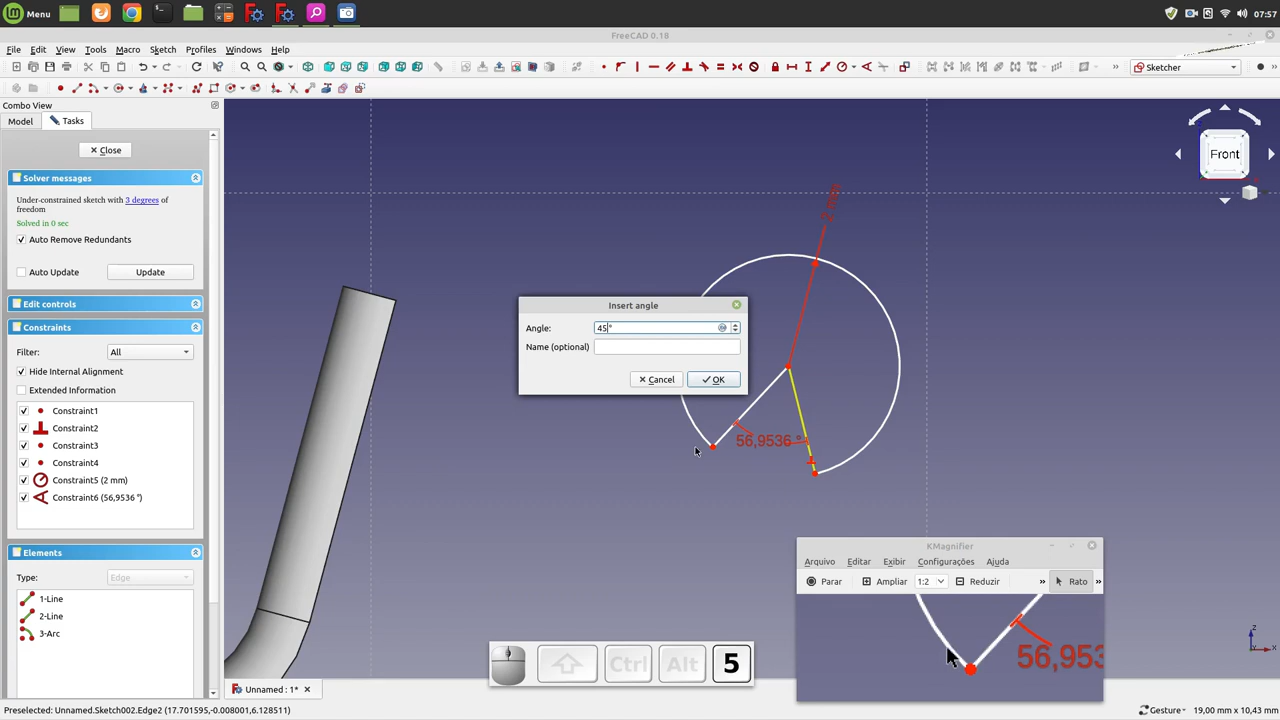 Menu
07:57
FreeCAD 0.18
File Edit View Tools Macro Sketch Profiles Windows Help
Sketcher
Combo View
Model Tasks
Close
Solver messages
Under-constrained sketch with 3 degrees of
freedom
Solved in 0 sec
Auto Remove Redundants
Auto Update Update
Edit controls
Constraints
Filter: All
Hide Internal Alignment
Extended Information
Constraint1
Constraint2
Constraint3
Constraint4
Constraint5 (2 mm)
Constraint6 (56,9536 °)
Elements
Type: Edge
1-Line
2-Line
3-Arc
Front
2 mm
56,9536 °
Insert angle
Angle: 45°
Name (optional)
Cancel OK
KMagnifier
Arquivo Editar Exibir Configurações Ajuda
Parar Ampliar 1:2 Reduzir » Rato »
56,953
Ctrl Alt 5
Z
X
Unnamed : 1*
Preselected: Unnamed.Sketch002.Edge2 (17.701595,-0.008001,6.128511)
Gesture 19,00 mm x 10,43 mm